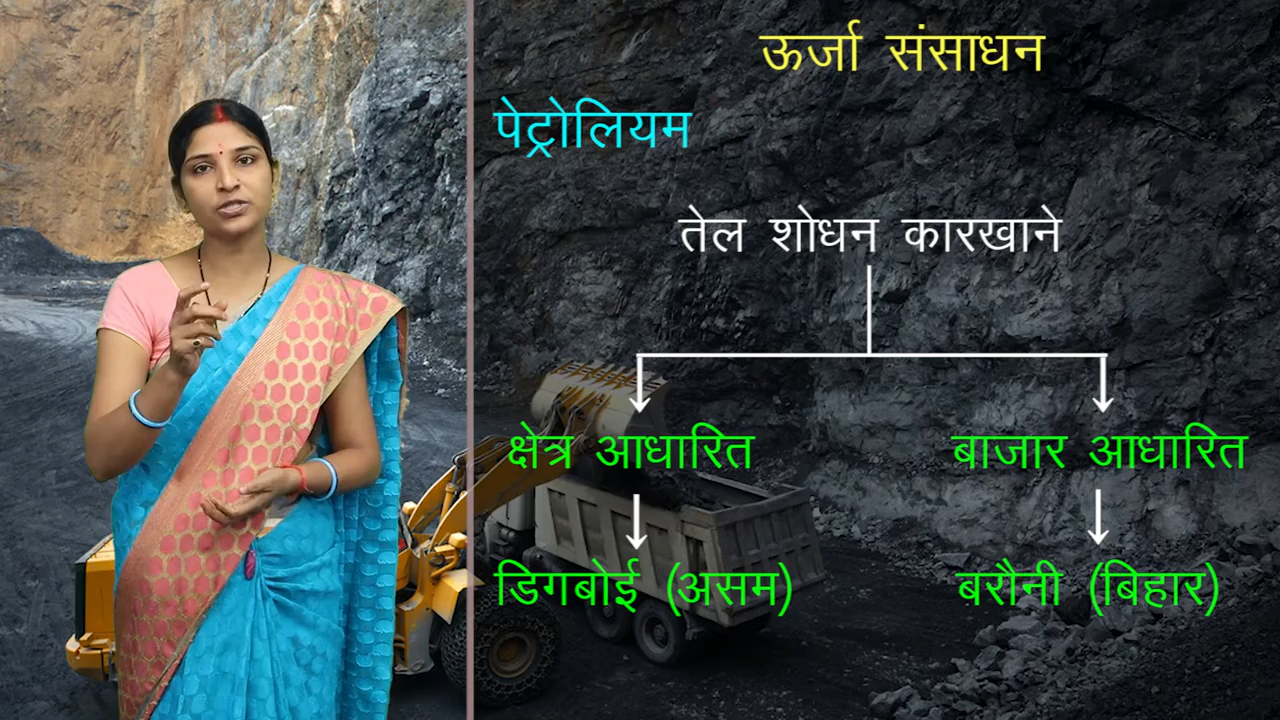 ऊर्जा संसाधन
पेट्रोलियम
तेल शोधन कारखाने
क्षेत्र आधारित बाजार आधारित
डिगबोई (असम) बरौनी (बिहार)